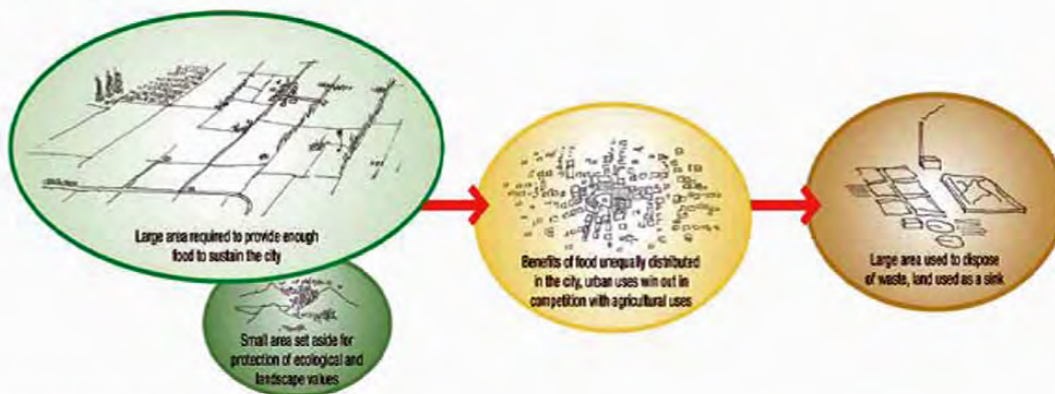 Large area required to provide enough
food to sustain the city
Small area set aside for
protection of ecological and
landscape values
Benefits of food unequally distributed
in the city, urban uses win out in
competition with agricultural uses
Large area used to dispose
of waste, land used as a sink